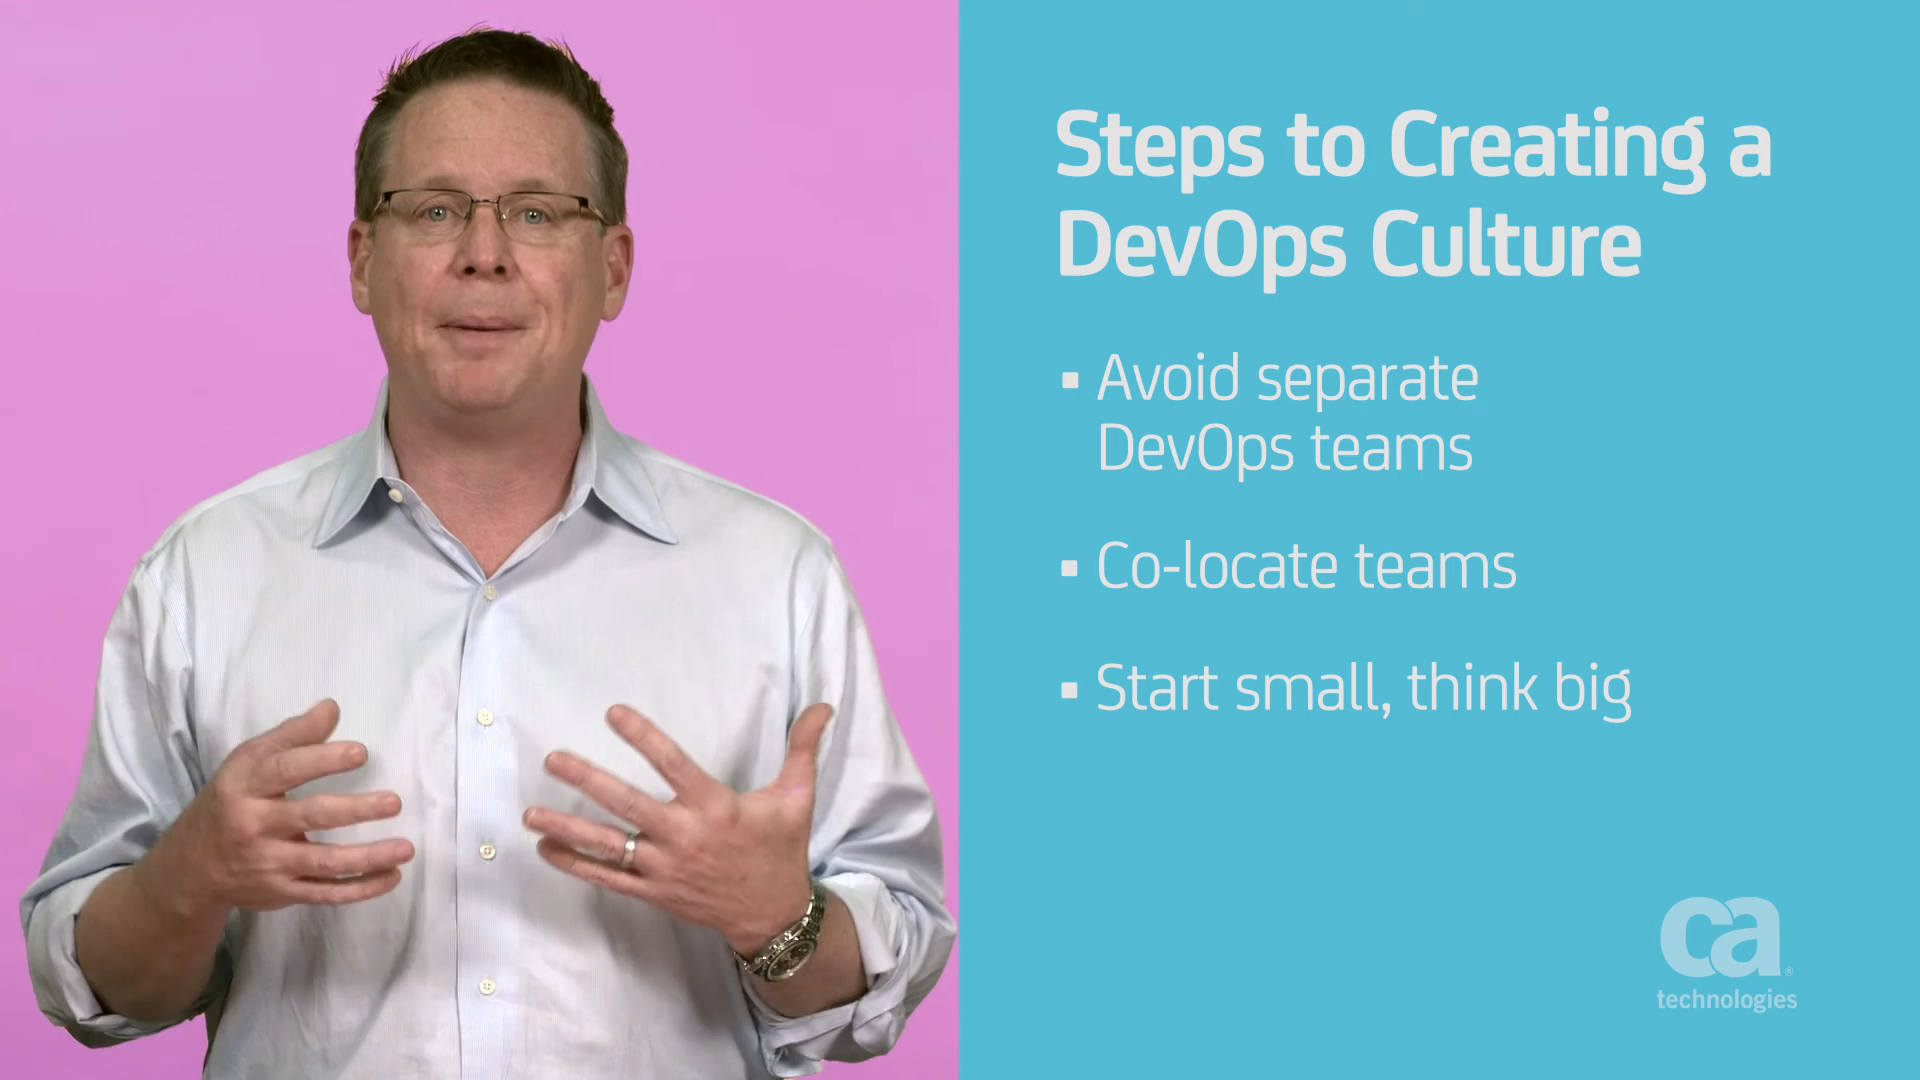 Steps to Creating a
DevOps Culture
▪ Avoid separate
DevOps teams
▪ Co-locate teams
▪ Start small, think big
ca®
technologies